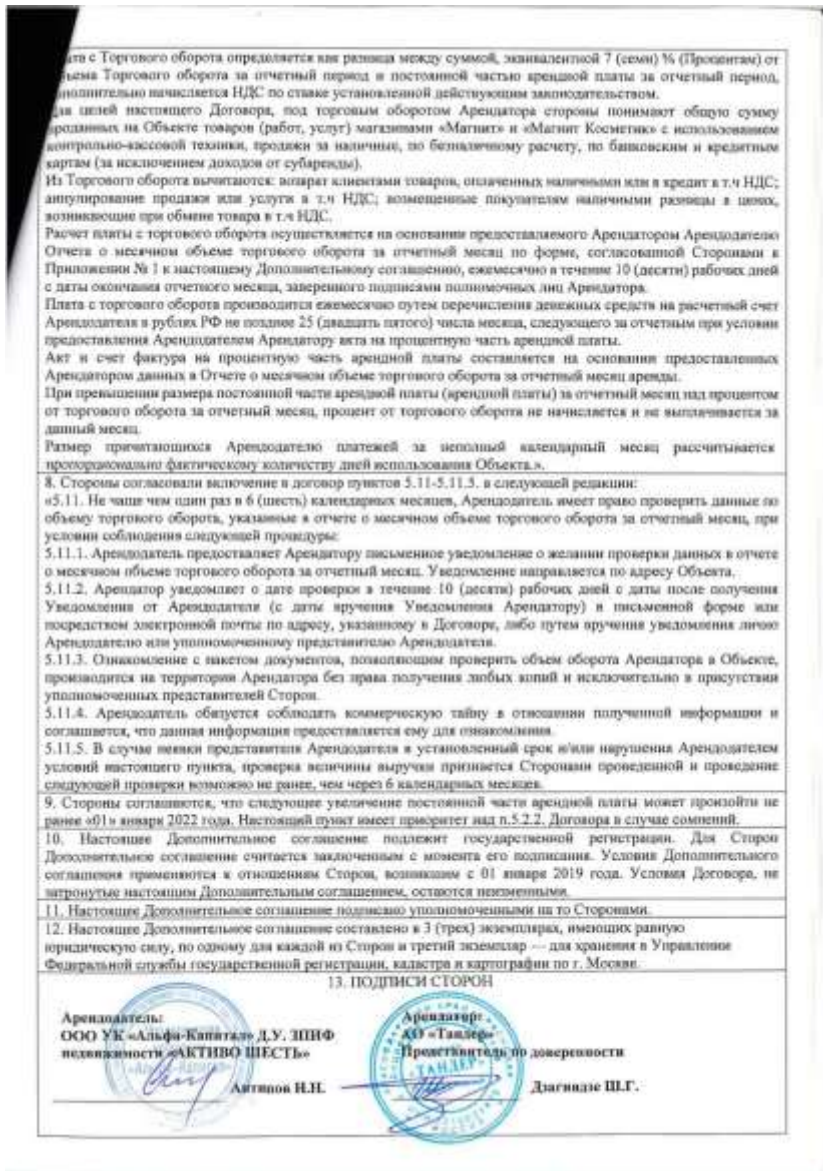 с Торгового оборота определяется как разница между суммой, эквивалентной 7 (семи) % (Процентам) от
объема Торгового оборота за отчетный период и постоянной частью арендной платы за отчетный период,
дополнительно начисляется НДС по ставке установленной действующим законодательством.
Для целей настоящего Договора, под торговым оборотом Арендатора стороны понимают общую сумму
проданных на Объекте товаров (работ, услуг) магазинами «Магнит» и «Магнит Косметик» с использованием
контрольно-кассовой техники, продажи за наличные, по безналичному расчету, по банковским и кредитным
картам (за исключением доходов от субаренды).
Из Торгового оборота вычитаются: возврат клиентами товаров, оплаченных наличными или в кредит в т.ч НДС;
аннулирование продажи или услуги в т.ч НДС; возмещенные покупателям наличными разницы в ценах,
возникающие при обмене товара в т.ч НДС.
Расчет платы с торгового оборота осуществляется на основании предоставляемого Арендатором Арендодателю
Отчета о месячном объеме торгового оборота за отчетный месяц по форме, согласованной Сторонами в
Приложении № 1 к настоящему Дополнительному соглашению, ежемесячно в течение 10 (десяти) рабочих дней
с даты окончания отчетного месяца, заверенного подписями полномочных лиц Арендатора.
Плата с торгового оборота производится ежемесячно путем перечисления денежных средств на расчетный счет
Арендодателя в рублях РФ не позднее 25 (двадцать пятого) числа месяца, следующего за отчетным при условии
предоставления Арендодателем Арендатору акта на процентную часть арендной платы.
Акт и счет фактура на процентную часть арендной платы составляется на основании предоставленных
Арендатором данных в Отчете о месячном объеме торгового оборота за отчетный месяц аренды.
При превышении размера постоянной части арендной платы (арендной платы) за отчетный месяц над процентом
от торгового оборота за отчетный месяц, процент от торгового оборота не начисляется и не выплачивается за
данный месяц.
Размер причитающихся Арендодателю платежей за неполный календарный месяц рассчитывается
пропорционально фактическому количеству дней использования Объекта.».
8. Стороны согласовали включение в договор пунктов 5.11-5.11.5. в следующей редакции:
«5.11. Не чаще чем один раз в 6 (шесть) календарных месяцев, Арендодатель имеет право проверить данные по
объему торгового оборота, указанные в отчете о месячном объеме торгового оборота за отчетный месяц, при
условии соблюдения следующей процедуры:
5.11.1. Арендодатель предоставляет Арендатору письменное уведомление о желании проверки данных в отчете
о месячном объеме торгового оборота за отчетный месяц. Уведомление направляется по адресу Объекта.
5.11.2. Арендатор уведомляет о дате проверки в течение 10 (десяти) рабочих дней с даты после получения
Уведомления от Арендодателя (с даты вручения Уведомления Арендатору) в письменной форме или
посредством электронной почты по адресу, указанному в Договоре, либо путем вручения уведомления лично
Арендодателю или уполномоченному представителю Арендодателя.
5.11.3. Ознакомление с пакетом документов, позволяющим проверить объем оборота Арендатора в Объекте,
производится на территории Арендатора без права получения любых копий и исключительно в присутствии
уполномоченных представителей Сторон.
5.11.4. Арендодатель обязуется соблюдать коммерческую тайну в отношении полученной информации и
соглашается, что данная информация предоставляется ему для ознакомления.
5.11.5. В случае неявки представителя Арендодателя в установленный срок и/или нарушения Арендодателем
условий настоящего пункта, проверка величины выручки признается Сторонами проведенной и проведение
следующей проверки возможно не ранее, чем через 6 календарных месяцев.
9. Стороны соглашаются, что следующее увеличение постоянной части арендной платы может произойти не
ранее «01» января 2022 года. Настоящий пункт имеет приоритет над п.5.2.2. Договора в случае сомнений.
10. Настоящее Дополнительное соглашение подлежит государственной регистрации. Для Сторон
Дополнительное соглашение считается заключенным с момента его подписания. Условия Дополнительного
соглашения применяются к отношениям Сторон, возникшим с 01 января 2019 года. Условия Договора, не
затронутые настоящим Дополнительным соглашением, остаются неизменными.
11. Настоящее Дополнительное соглашение подписано уполномоченными на то Сторонами.
12. Настоящее Дополнительное соглашение составлено в 3 (трех) экземплярах, имеющих равную
юридическую силу, по одному для каждой из Сторон и третий экземпляр — для хранения в Управлении
Федеральной службы государственной регистрации, кадастра и картографии по г. Москве.
13. ПОДПИСИ СТОРОН
Арендодатель:
ООО УК «Альфа-Капитал» Д.У. ЗПИФ
недвижимости «АКТИВО ШЕСТЬ»
Антипов Н.Н.
Арендатор:
АО «Тандер»
Представитель по доверенности
ТАНДЕР
Дзагнидзе Ш.Г.